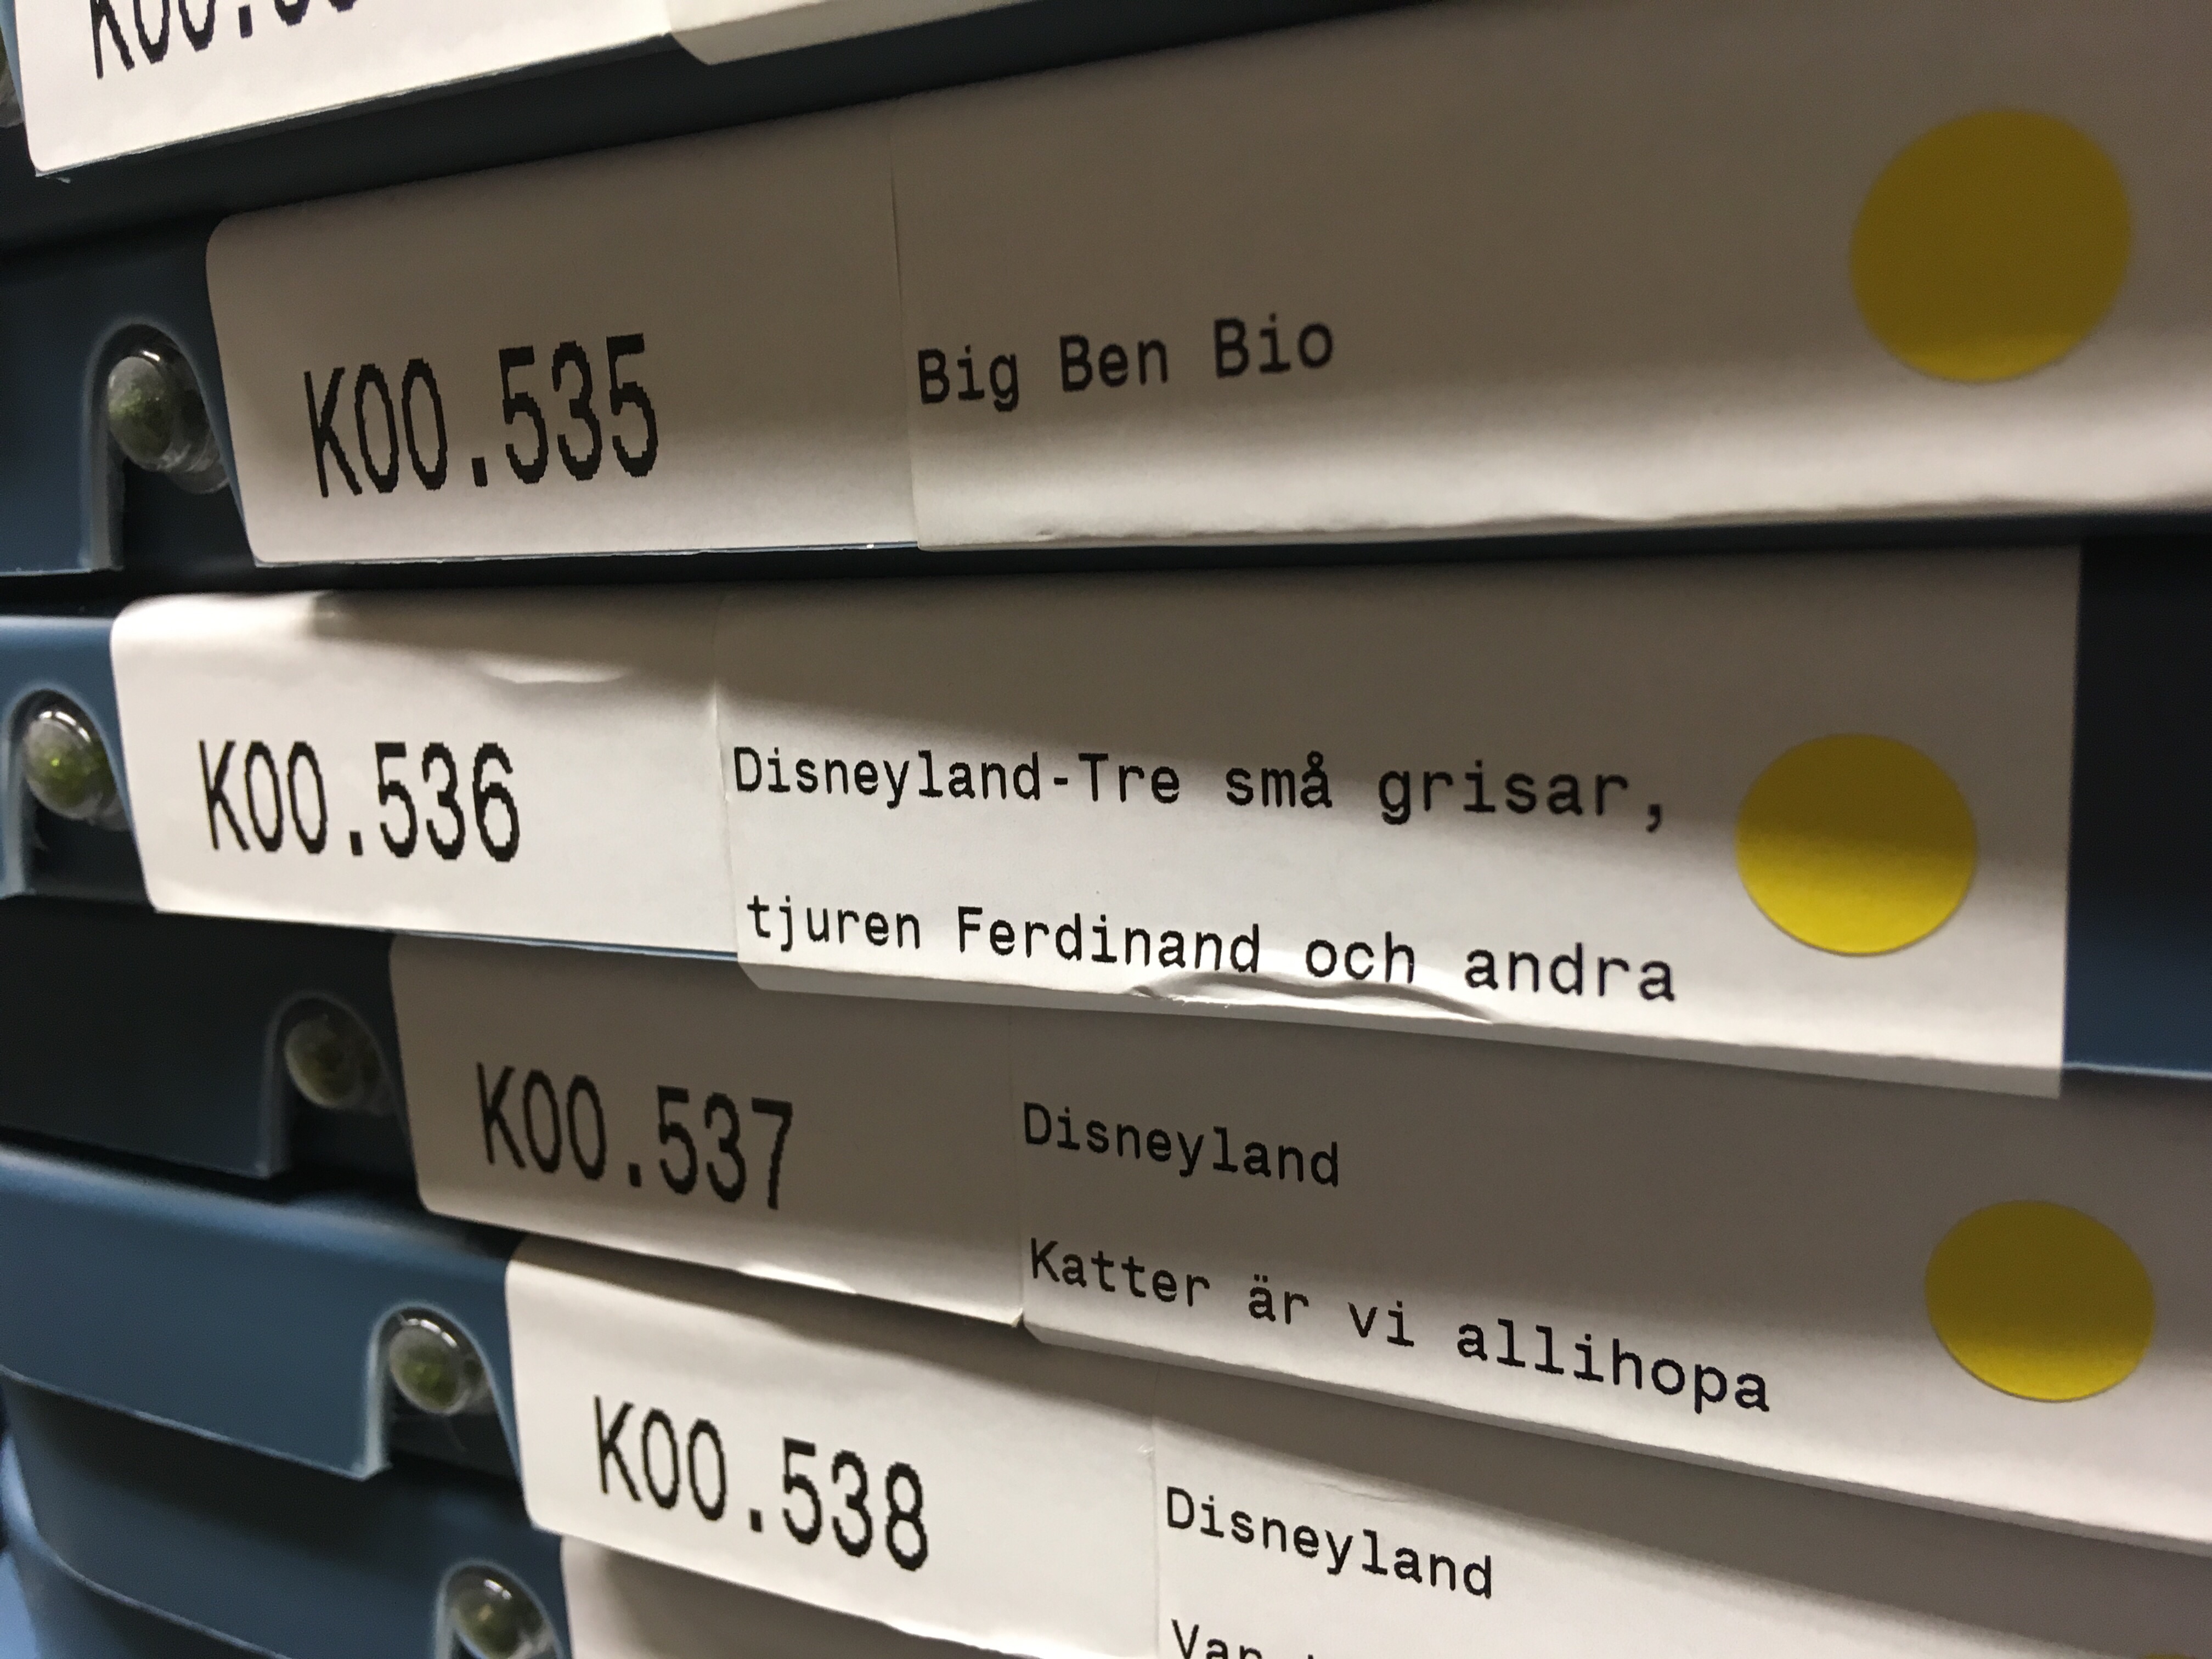 K00.535
Big Ben Bio
K00.536
Disneyland-Tre små grisar,
tjuren Ferdinand och andra
K00.537
Disneyland
Katter är vi allihopa
K00.538
Disneyland